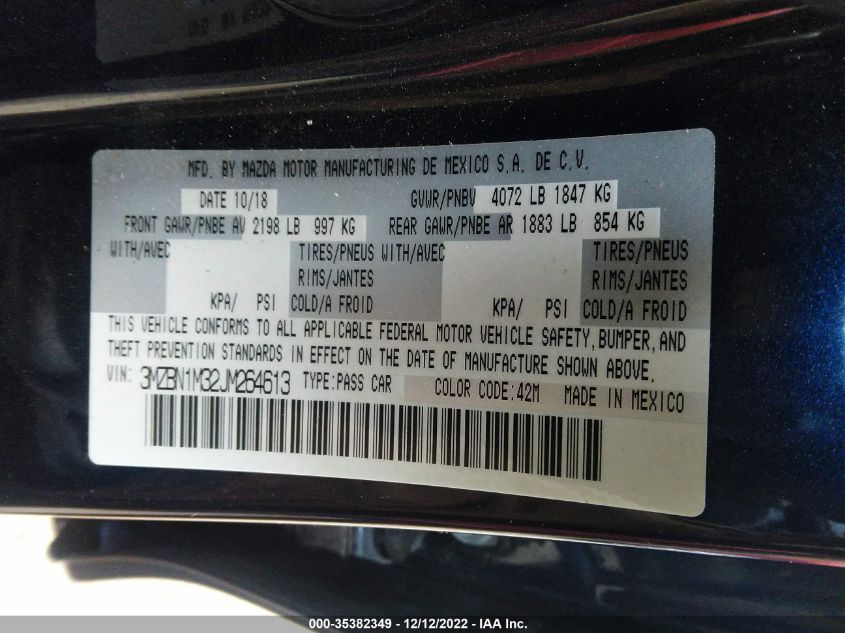 MFD. BY MAZDA MOTOR MANUFACTURING DE MEXICO S.A. DE C.V.
DATE 10/18 GVWR/PNBV 4072 LB 1847 KG
FRONT GAWR/PNBE AV 2198 LB 997 KG REAR GAWR/PNBE AR 1883 LB 854 KG
WITH/AVEC TIRES/PNEUS WITH/AVEC TIRES/PNEUS
RIMS/JANTES RIMS/JANTES
KPA/ PSI COLD/A FROID KPA/ PSI COLD/A FROID
THIS VEHICLE CONFORMS TO ALL APPLICABLE FEDERAL MOTOR VEHICLE SAFETY, BUMPER, AND
THEFT PREVENTION STANDARDS IN EFFECT ON THE DATE OF MANUFACTURE SHOWN ABOVE.
VIN: 3MZBN1M32JM264613 TYPE:PASS CAR COLOR CODE:42M MADE IN MEXICO
000-35382349 - 12/12/2022 - IAA Inc.